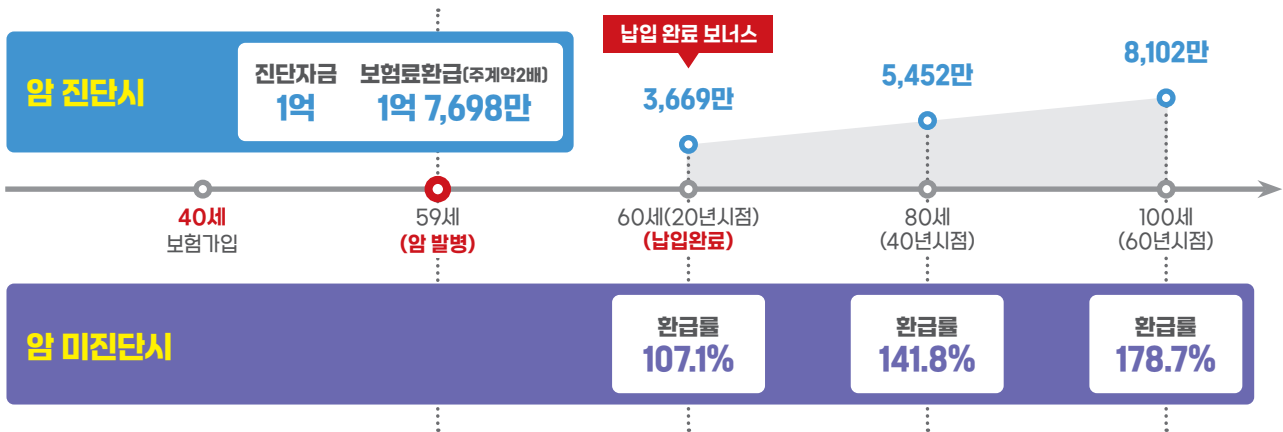 납입 완료 보너스
암 진단시
진단자금 보험료환급(주계약2배)
1억 1억 7,698만
3,669만
5,452만
8,102만
40세
보험가입
59세
(암 발병)
60세(20년시점)
(납입완료)
80세
(40년시점)
100세
(60년시점)
암 미진단시
환급률
107.1%
환급률
141.8%
환급률
178.7%